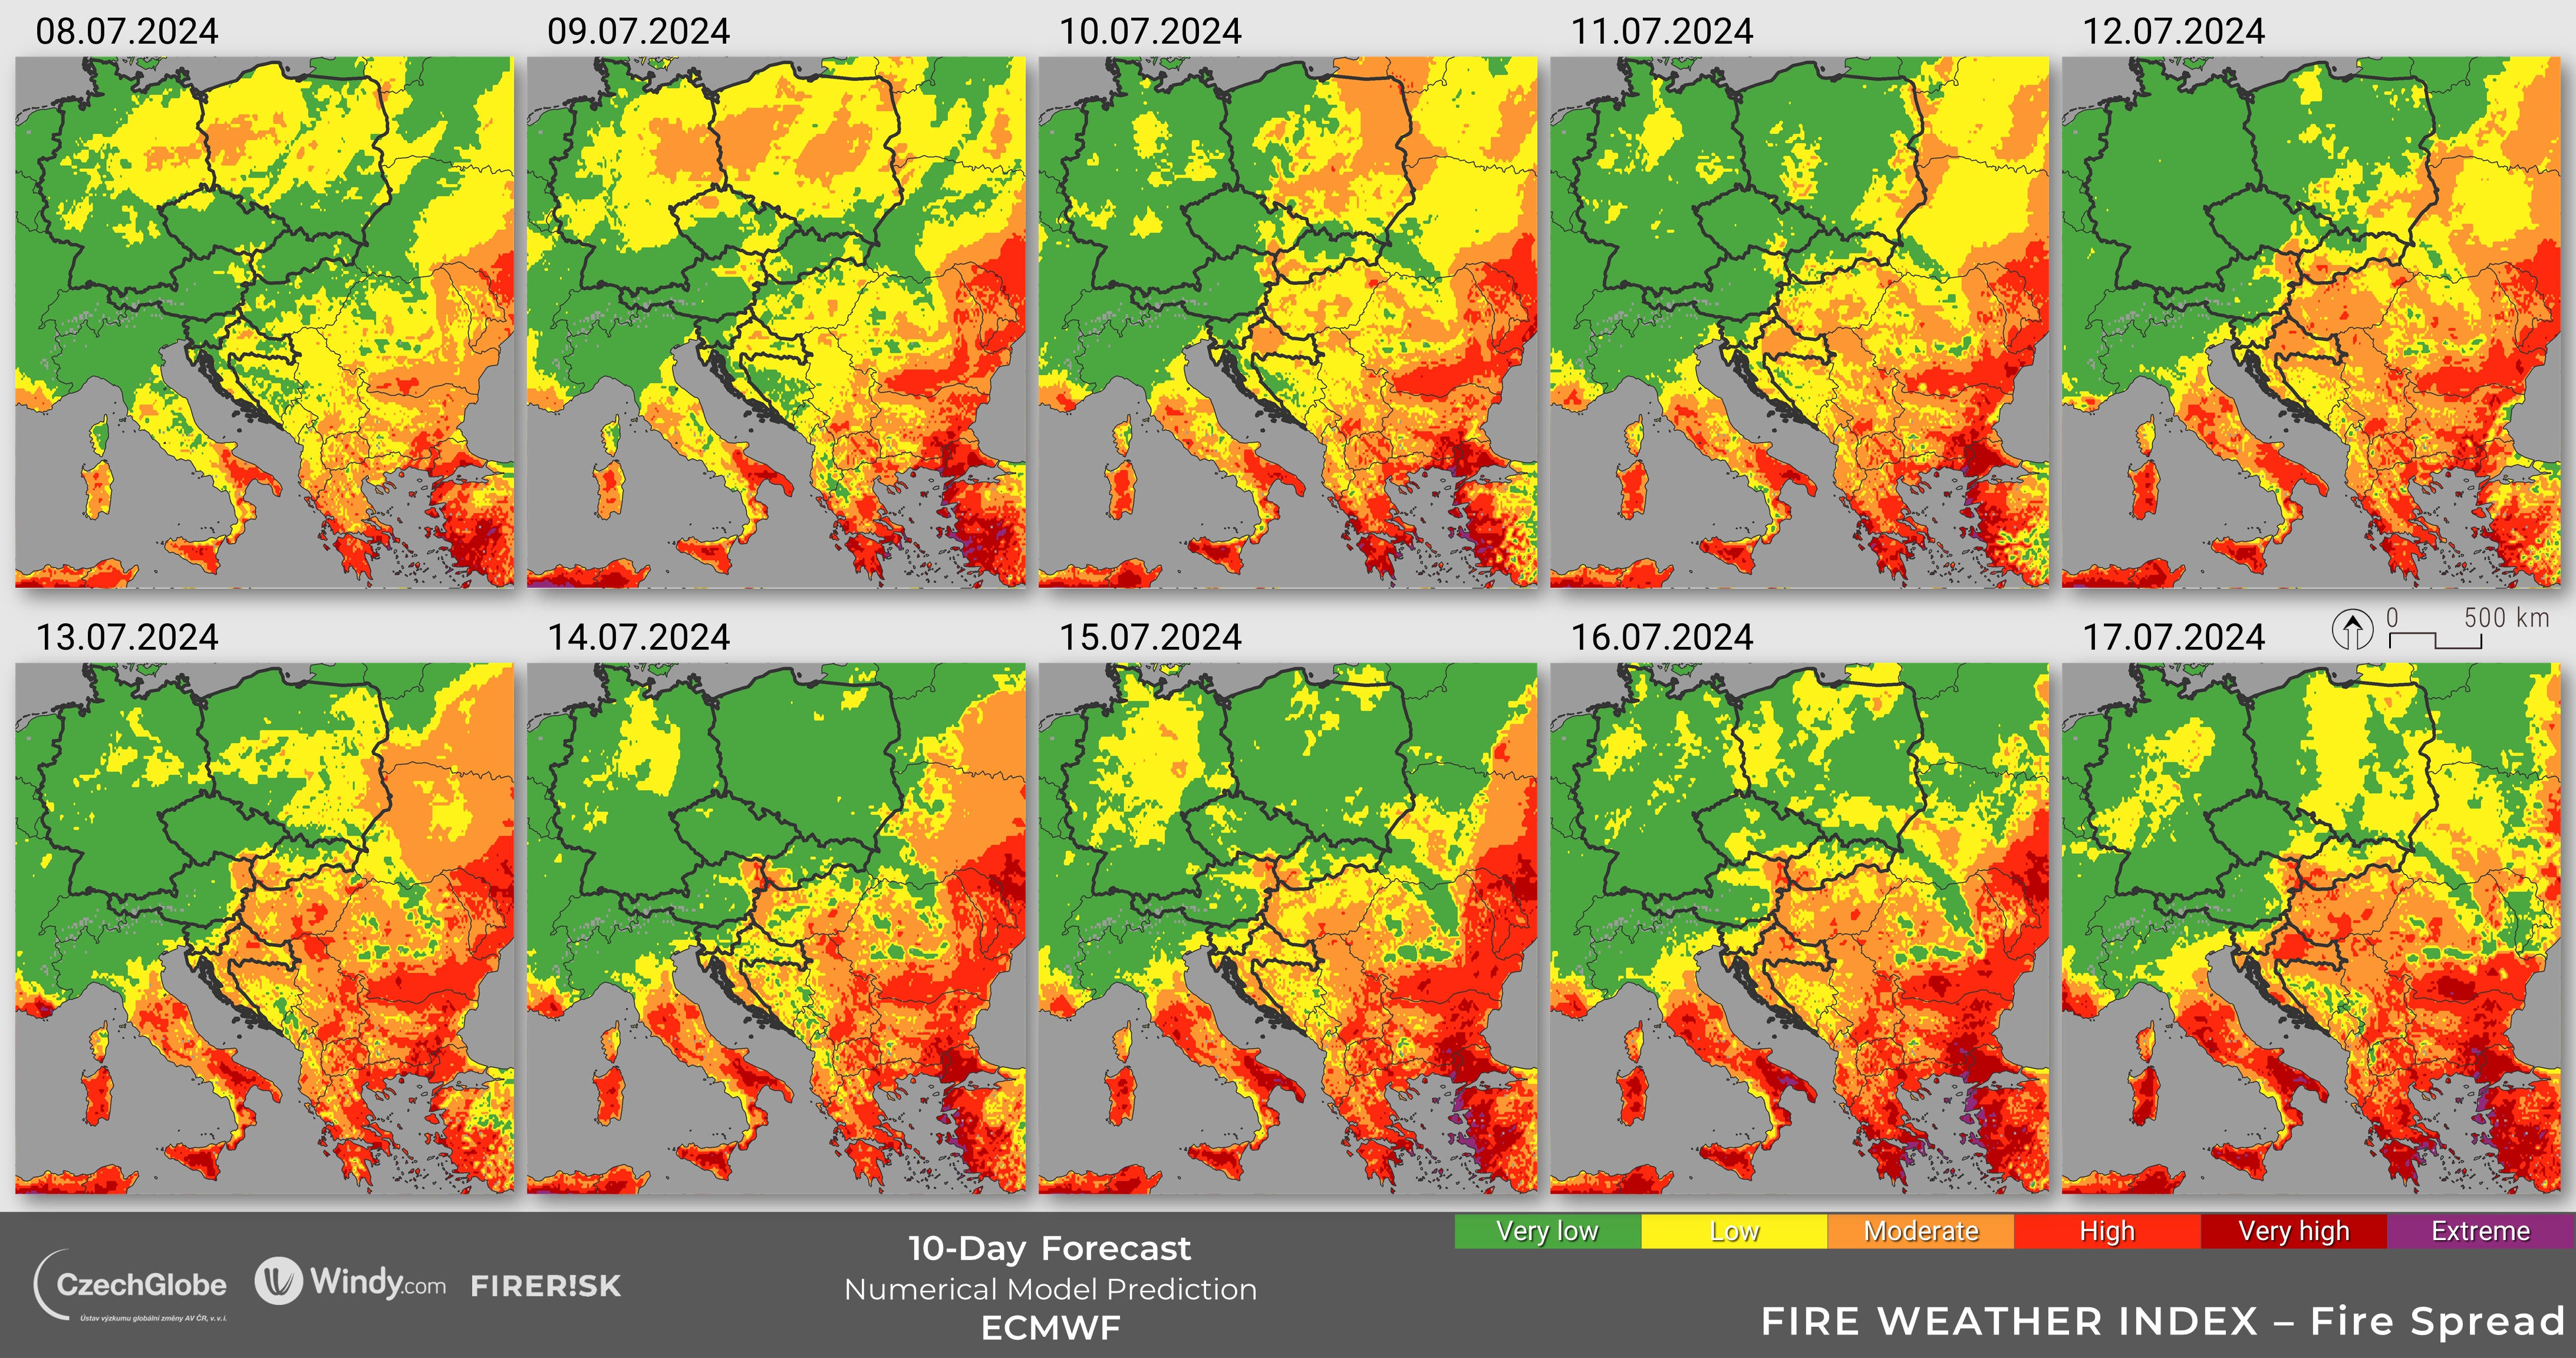 08.07.2024
09.07.2024
10.07.2024
11.07.2024
12.07.2024
13.07.2024
14.07.2024
15.07.2024
16.07.2024
17.07.2024
0 500 km
Very low
Low
Moderate
High
Very high
Extreme
CzechGlobe
Ústav výzkumu globální změny AV ČR, v. v. i.
Windy.com
FIRER!SK
10-Day Forecast
Numerical Model Prediction
ECMWF
FIRE WEATHER INDEX – Fire Spread